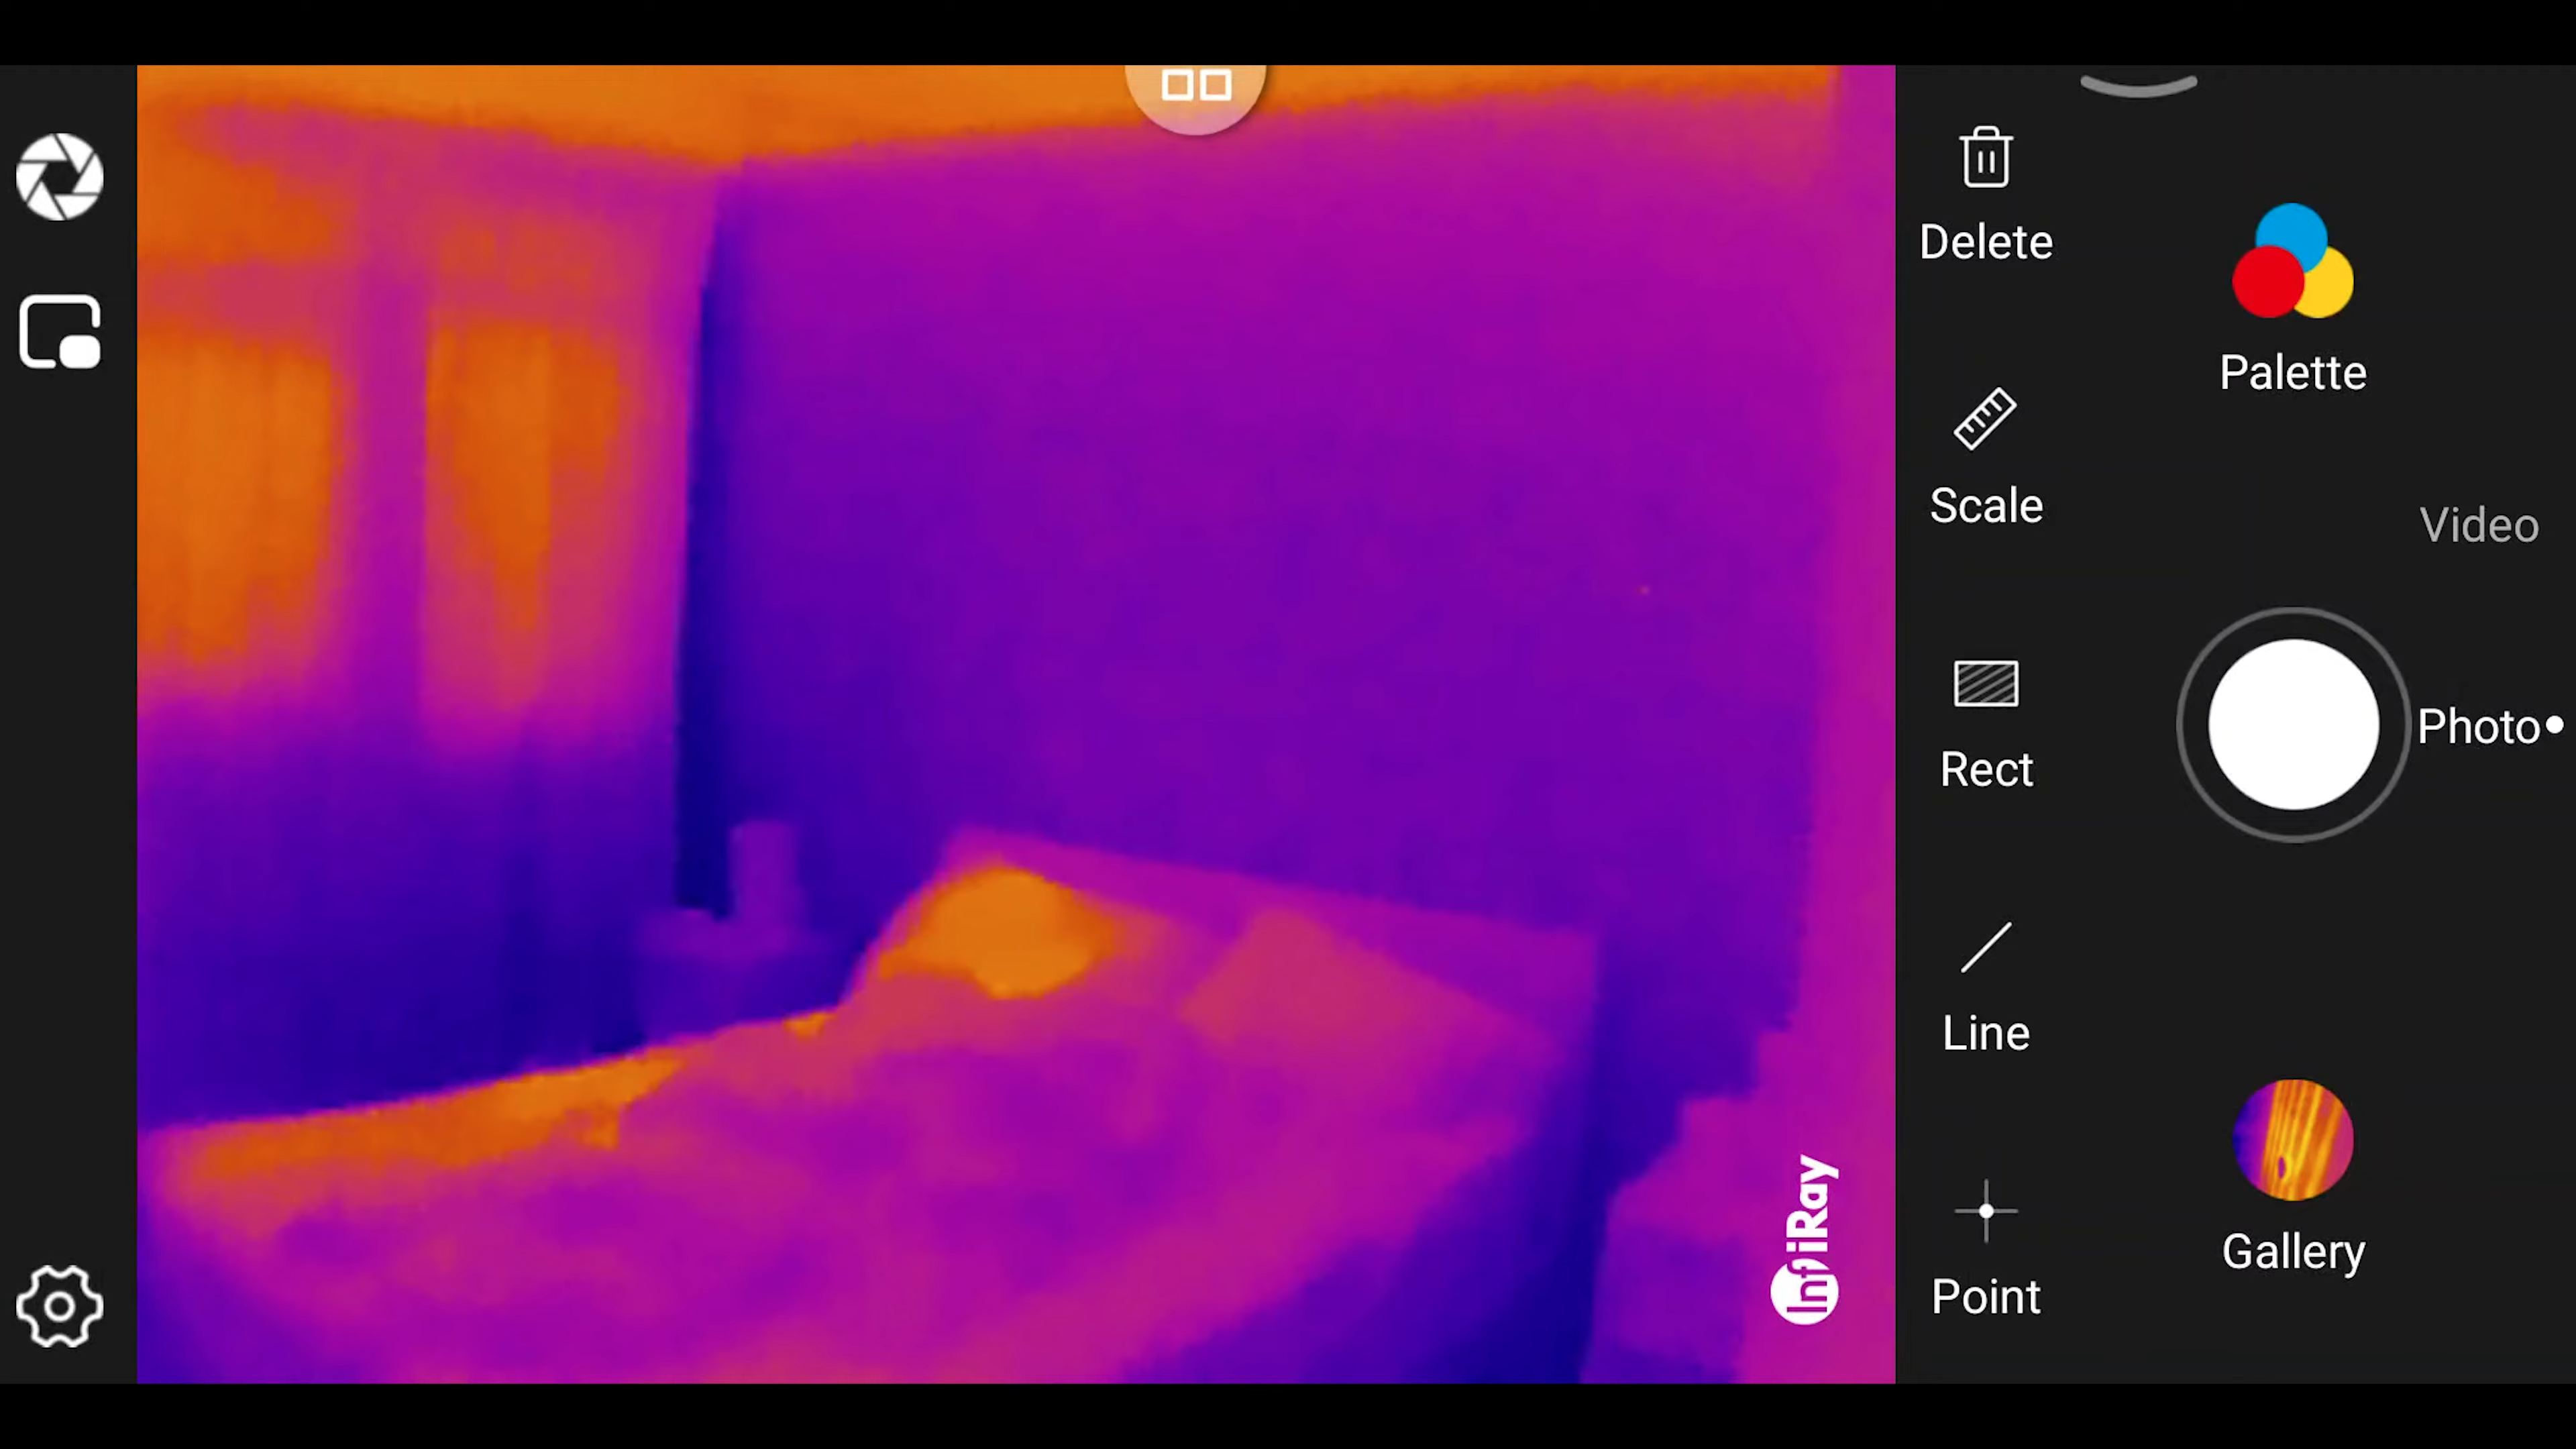 Delete
Palette
Scale
Video
Rect
Photo
Line
Gallery
Point
InfiRay